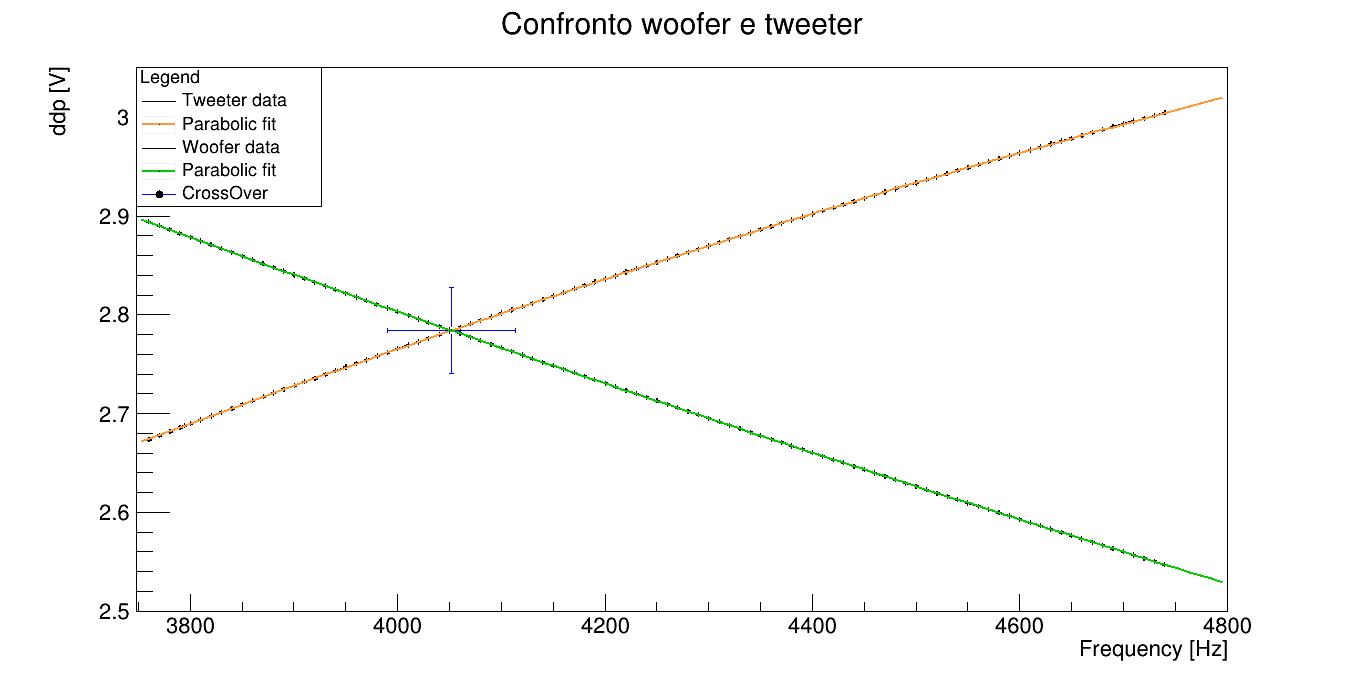 Confronto woofer e tweeter
ddp [V]
Legend
Tweeter data
Parabolic fit
Woofer data
Parabolic fit
CrossOver
3
2.9
2.8
2.7
2.6
2.5
3800 4000 4200 4400 4600 4800
Frequency [Hz]